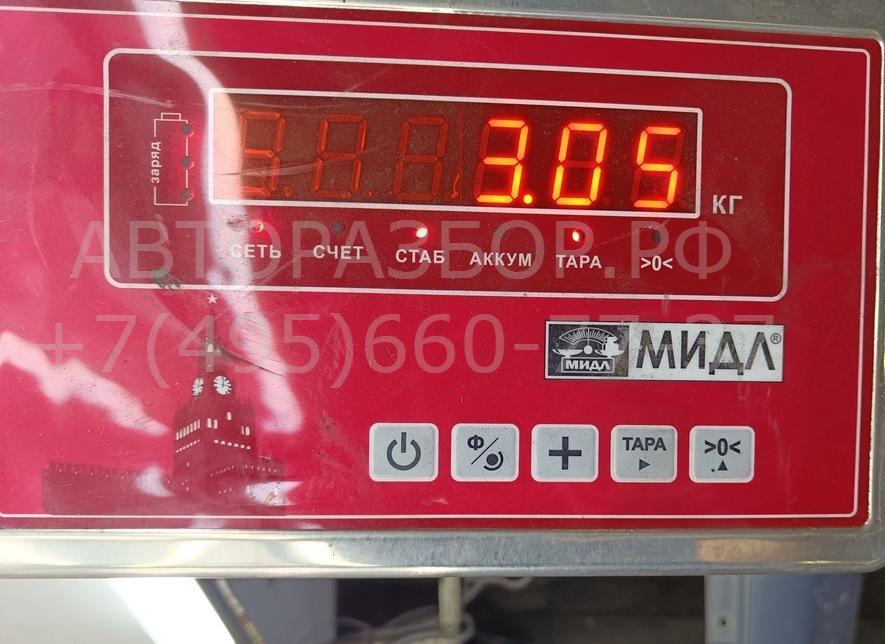 заряд
3.05
КГ
СЕТЬ СЧЕТ СТАБ АККУМ ТАРА >0<
АВТОРАЗБОР.РФ
+7(495)660-
МИДЛ МИДЛ®
Ф + ТАРА >0<